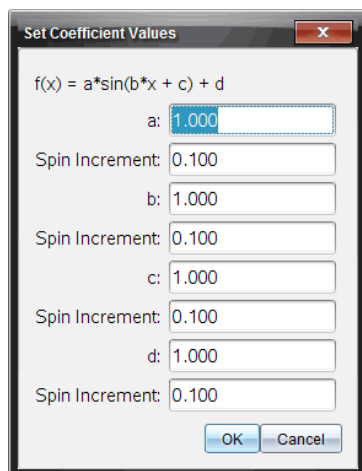 Set Coefficient Values
f(x) = a*sin(b*x + c) + d
a: 1.000
Spin Increment: 0.100
b: 1.000
Spin Increment: 0.100
c: 1.000
Spin Increment: 0.100
d: 1.000
Spin Increment: 0.100
OK Cancel